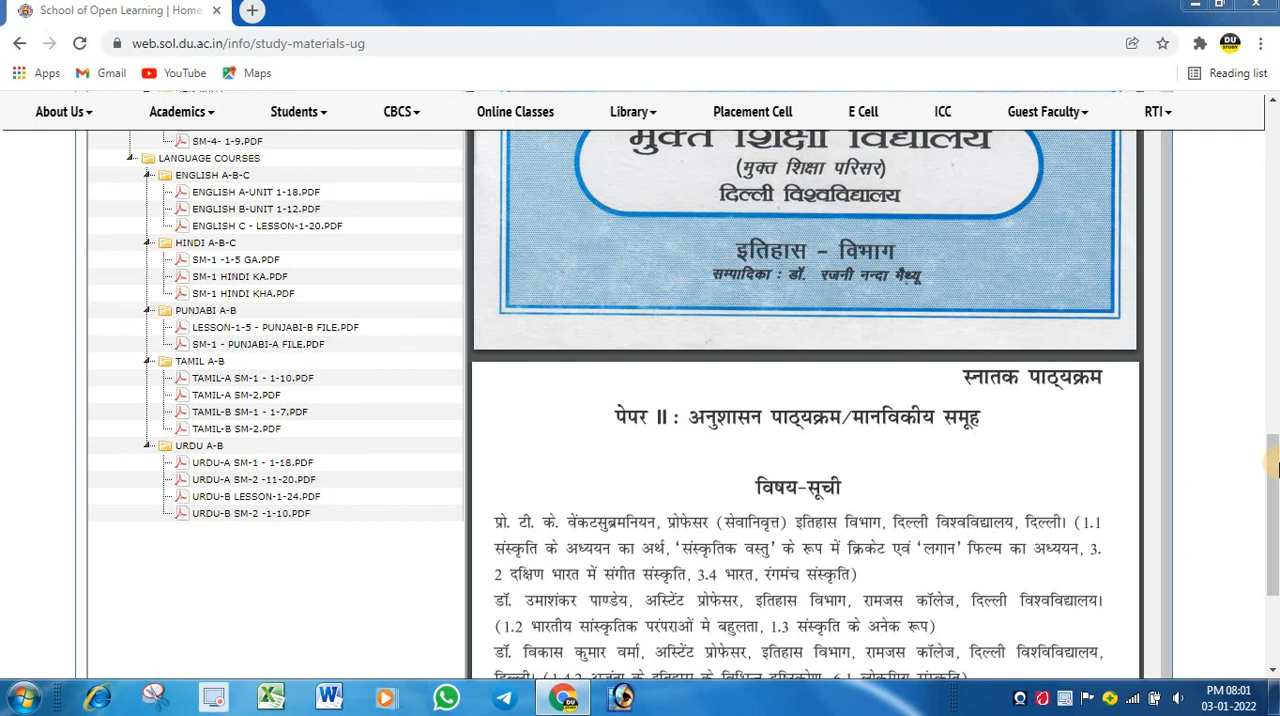 School of Open Learning | Home
web.sol.du.ac.in/info/study-materials-ug
DU STUDY
Apps Gmail YouTube Maps Reading list
About Us Academics Students CBCS Online Classes Library Placement Cell E Cell ICC Guest Faculty RTI
SM-4- 1-9.PDF
LANGUAGE COURSES
ENGLISH A-B-C
ENGLISH A-UNIT 1-18.PDF
ENGLISH B-UNIT 1-12.PDF
ENGLISH C - LESSON-1-20.PDF
HINDI A-B-C
SM-1 -1-5 GA.PDF
SM-1 HINDI KA.PDF
SM-1 HINDI KHA.PDF
PUNJABI A-B
LESSON-1-5 - PUNJABI-B FILE.PDF
SM-1 - PUNJABI-A FILE.PDF
TAMIL A-B
TAMIL-A SM-1 - 1-10.PDF
TAMIL-A SM-2.PDF
TAMIL-B SM-1 - 1-7.PDF
TAMIL-B SM-2.PDF
URDU A-B
URDU-A SM-1 - 1-18.PDF
URDU-A SM-2 -11-20.PDF
URDU-B LESSON-1-24.PDF
URDU-B SM-2 -1-10.PDF
मुक्त शिक्षा विद्यालय
(मुक्त शिक्षा परिसर)
दिल्ली विश्वविद्यालय
इतिहास - विभाग
सम्पादिका : डॉ. रजनी नन्दा मैथ्यू
स्नातक पाठ्यक्रम
पेपर II : अनुशासन पाठ्यक्रम/मानविकीय समूह
विषय-सूची
प्रो. टी. के. वेंकटसुब्रमनियन, प्रोफेसर (सेवानिवृत्त) इतिहास विभाग, दिल्ली विश्वविद्यालय, दिल्ली। (1.1
संस्कृति के अध्ययन का अर्थ, 'संस्कृतिक वस्तु' के रूप में क्रिकेट एवं 'लगान' फिल्म का अध्ययन, 3.
2 दक्षिण भारत में संगीत संस्कृति, 3.4 भारत, रंगमंच संस्कृति)
डॉ. उमाशंकर पाण्डेय, अस्टिेंट प्रोफेसर, इतिहास विभाग, रामजस कॉलेज, दिल्ली विश्वविद्यालय।
(1.2 भारतीय सांस्कृतिक परंपराओं मे बहुलता, 1.3 संस्कृति के अनेक रूप)
डॉ. विकास कुमार वर्मा, अस्टिेंट प्रोफेसर, इतिहास विभाग, रामजस कॉलेज, दिल्ली विश्विविद्यालय,
दिल्ली। (1.4.2 अजंता के इतिहास के विभिन्न दृष्टिकोण, 6.1 लोकप्रिय संस्कृति)
PM 08:01
03-01-2022